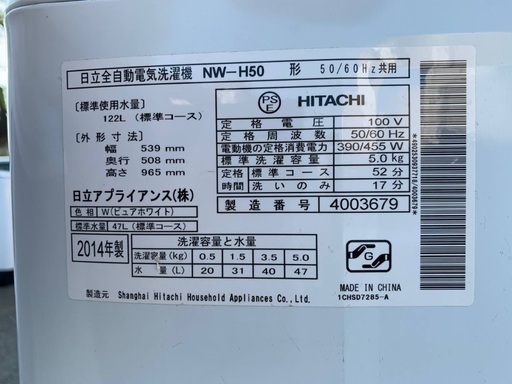 日立全自動電気洗濯機 NW-H50 形 50/60Hz共用
[標準使用水量]
122L (標準コース)
[外形寸法]
幅 539 mm
奥行 508 mm
高さ 965 mm
日立アプライアンス(株)
色相 W(ピュアホワイト)
標準水量 47L (標準コース)
2014年製
PS
E
HITACHI
定格電圧 100 V
定格周波数 50/60 Hz
電動機の定格消費電力 390/455 W
標準洗濯容量 5.0 kg
定格 標準コース 52 分
時間 洗いのみ 17 分
製造番号 4003679
洗濯容量と水量
洗濯容量(kg) 0.5 1.5 3.5 5.0
水量(L) 20 31 40 47
G
MADE IN CHINA
1CHSD7285-A
製造元 Shanghai Hitachi Household Appliances Co., Ltd.